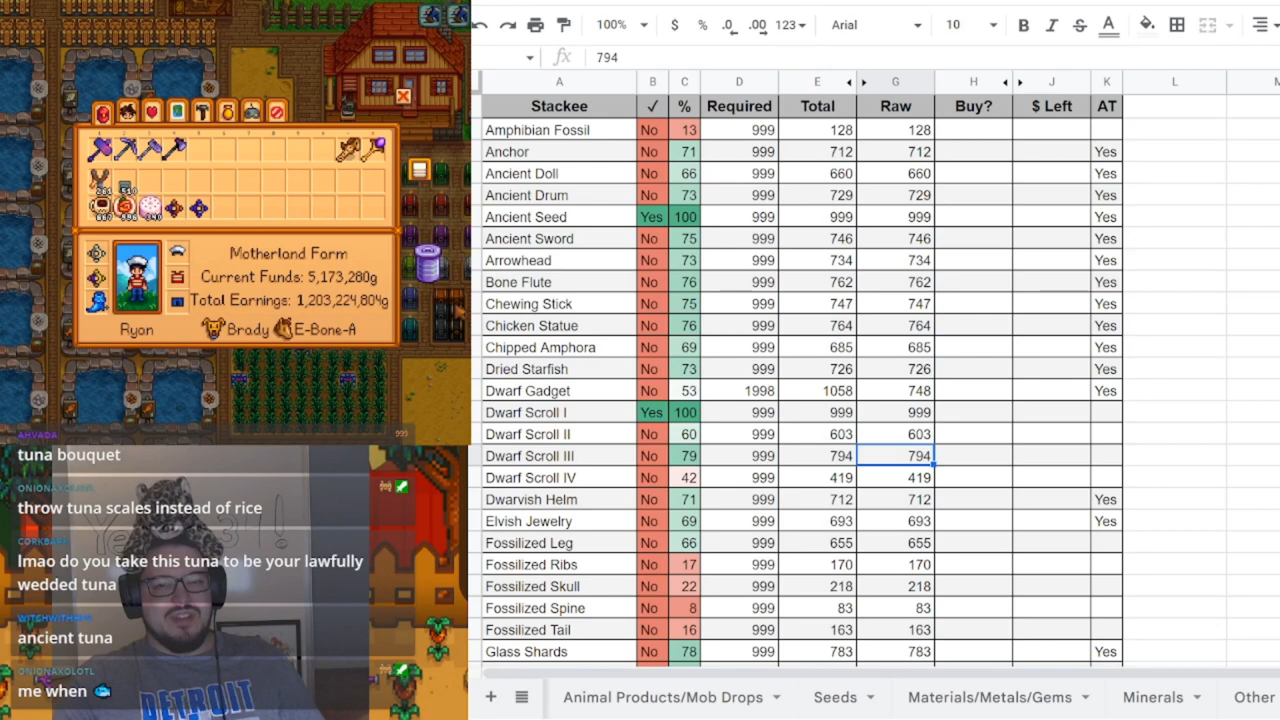 100% $ % .0 .00 123 Arial 10 B I S A
fx 794
A B C D E G H J K L
Stackee ✓ % Required Total Raw Buy? $ Left AT
Amphibian Fossil No 13 999 128 128
Anchor No 71 999 712 712 Yes
Ancient Doll No 66 999 660 660 Yes
Ancient Drum No 73 999 729 729 Yes
Ancient Seed Yes 100 999 999 999 Yes
Ancient Sword No 75 999 746 746 Yes
Arrowhead No 73 999 734 734 Yes
Bone Flute No 76 999 762 762 Yes
Chewing Stick No 75 999 747 747 Yes
Chicken Statue No 76 999 764 764 Yes
Chipped Amphora No 69 999 685 685 Yes
Dried Starfish No 73 999 726 726 Yes
Dwarf Gadget No 53 1998 1058 748 Yes
Dwarf Scroll I Yes 100 999 999 999
Dwarf Scroll II No 60 999 603 603
Dwarf Scroll III No 79 999 794 794
Dwarf Scroll IV No 42 999 419 419
Dwarvish Helm No 71 999 712 712 Yes
Elvish Jewelry No 69 999 693 693 Yes
Fossilized Leg No 66 999 655 655
Fossilized Ribs No 17 999 170 170
Fossilized Skull No 22 999 218 218
Fossilized Spine No 8 999 83 83
Fossilized Tail No 16 999 163 163
Glass Shards No 78 999 783 783 Yes
Animal Products/Mob Drops Seeds Materials/Metals/Gems Minerals Other
Motherland Farm
Current Funds: 5,173,280g
Total Earnings: 1,203,224,804g
Ryon Brady E-Bone-A
999
AHVADA
tuna bouquet
ONIONAXOLOTL
throw tuna scales instead of rice
lmao do you take this tuna to be your lawfully
wedded tuna
ancient tuna
ONIONAXOLOTL
me when 🐟
DETROIT